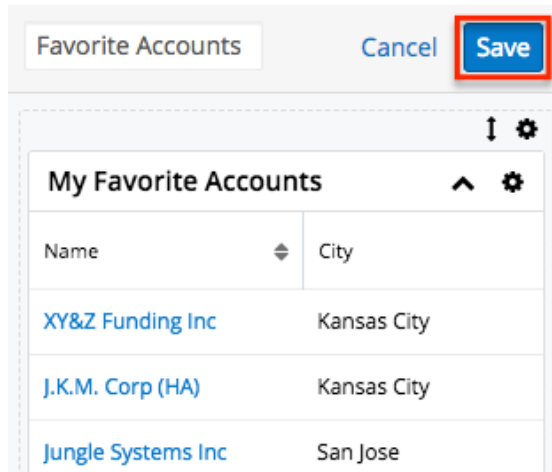 Favorite Accounts Cancel Save
My Favorite Accounts
Name City
XY&Z Funding Inc Kansas City
J.K.M. Corp (HA) Kansas City
Jungle Systems Inc San Jose